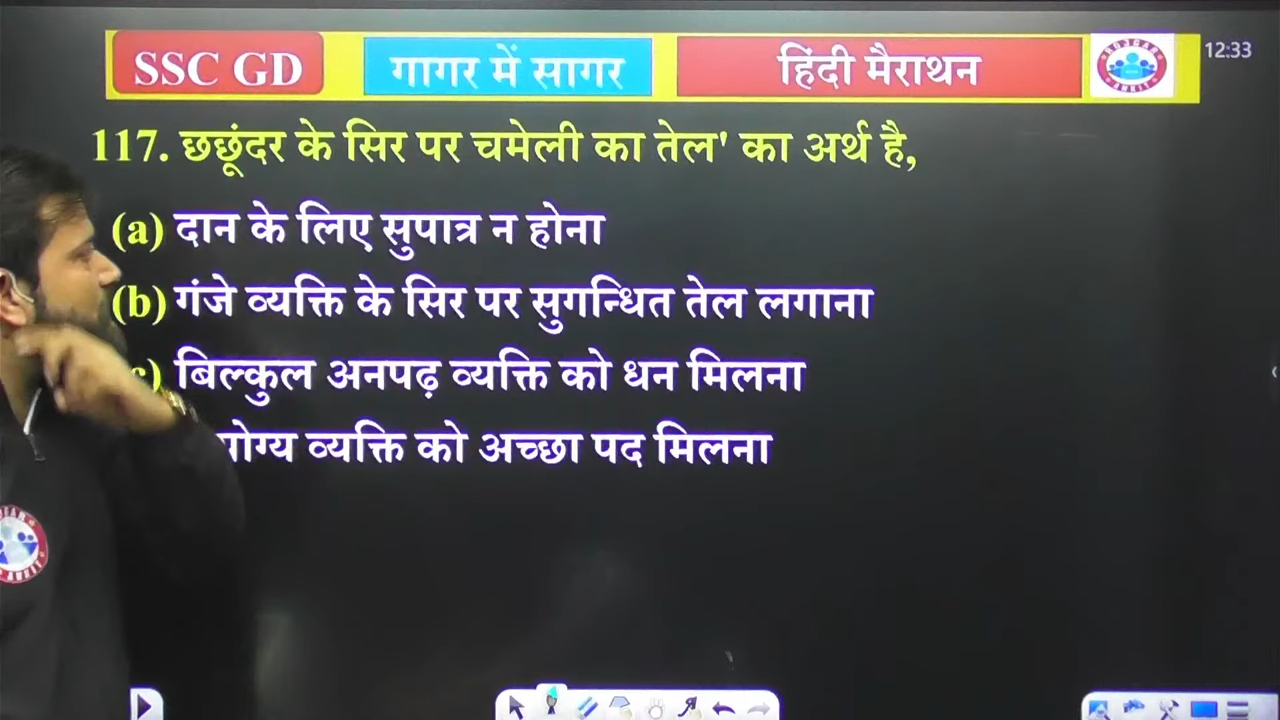 SSC GD
गागर में सागर
हिंदी मैराथन
12:33
117. छछूंदर के सिर पर चमेली का तेल' का अर्थ है,
(a) दान के लिए सुपात्र न होना
(b) गंजे व्यक्ति के सिर पर सुगन्धित तेल लगाना
बिल्कुल अनपढ़ व्यक्ति को धन मिलना
व्यक्ति को अच्छा पद मिलना